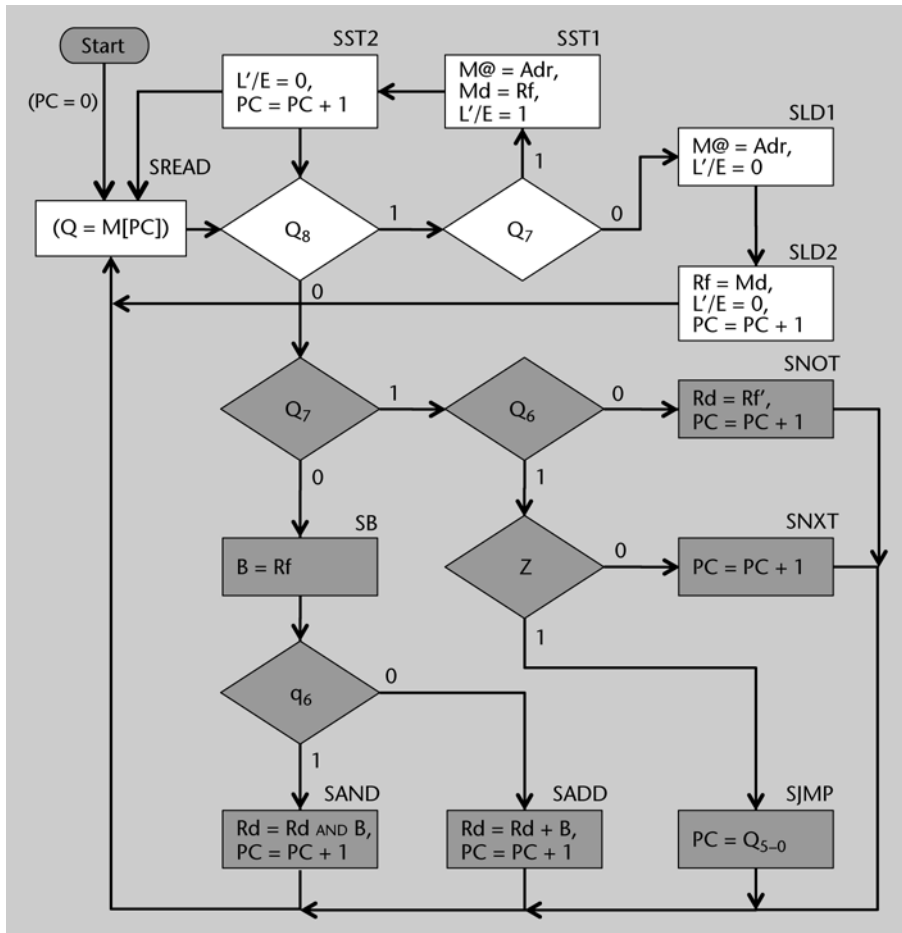 Start
(PC = 0)
SST2
L'/E = 0,
PC = PC + 1
SST1
M@ = Adr,
Md = Rf,
L'/E = 1
SLD1
M@ = Adr,
L'/E = 0
SREAD
(Q = M[PC])
Q8
1
1
Q7
0
0
SLD2
Rf = Md,
L'/E = 0,
PC = PC + 1
Q7
1
0
Q6
0
1
SNOT
Rd = Rf',
PC = PC + 1
SB
B = Rf
Z
0
1
SNXT
PC = PC + 1
q6
0
1
SAND
Rd = Rd AND B,
PC = PC + 1
SADD
Rd = Rd + B,
PC = PC + 1
SJMP
PC = Q5–0